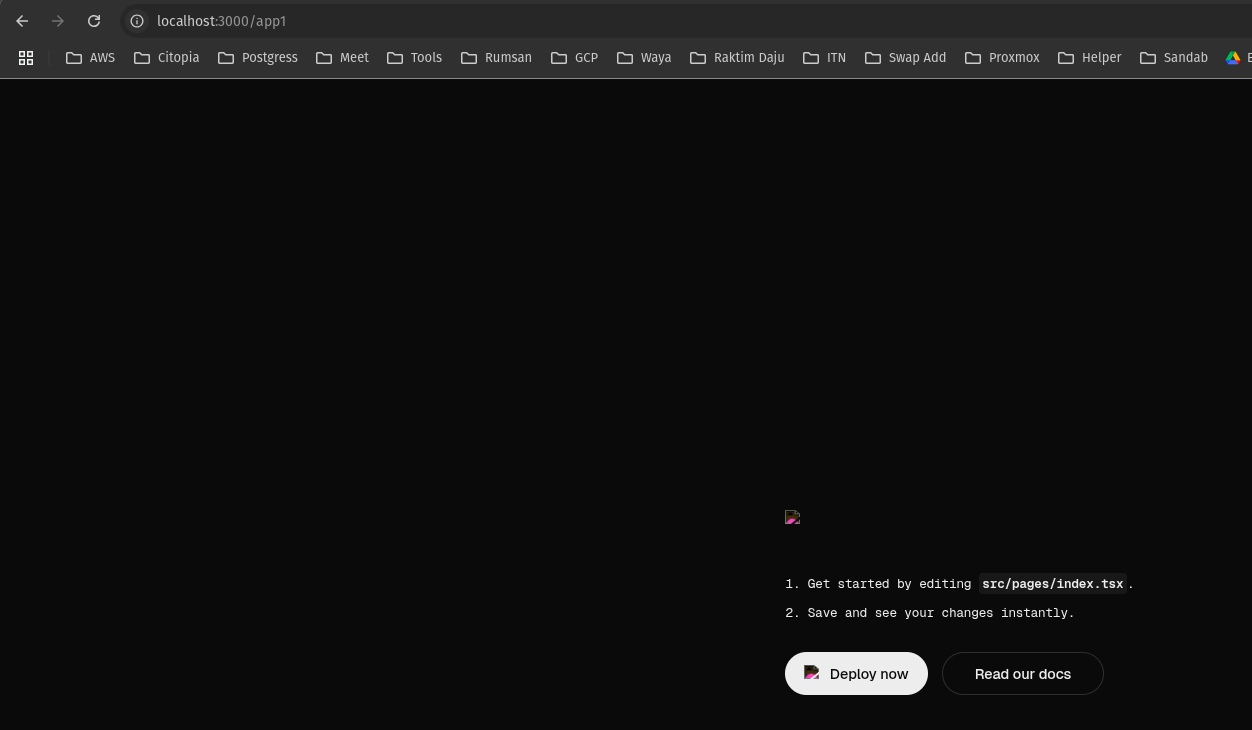 localhost:3000/app1
AWS Citopia Postgress Meet Tools Rumsan GCP Waya Raktim Daju ITN Swap Add Proxmox Helper Sandab
1. Get started by editing src/pages/index.tsx.
2. Save and see your changes instantly.
Deploy now Read our docs